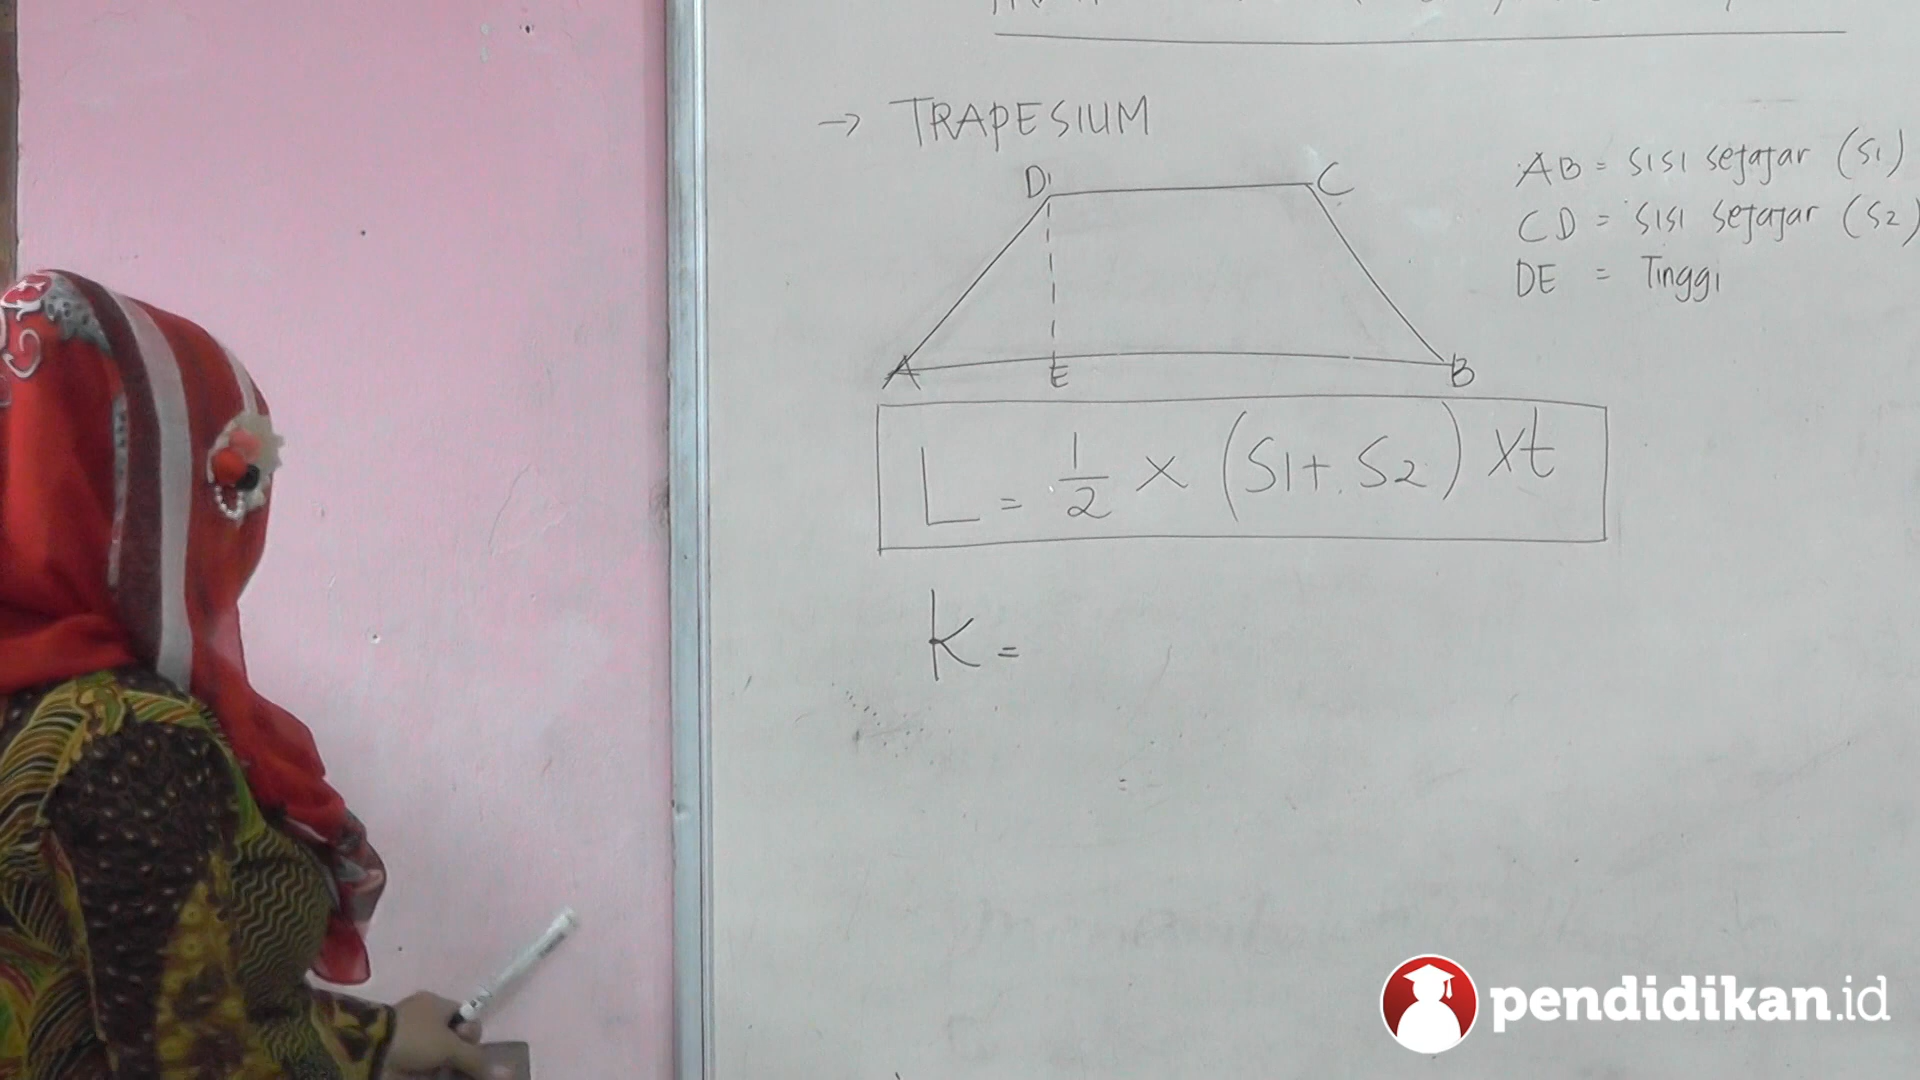 → TRAPESIUM
D C
A E B
AB = sisi sejajar (S1)
CD = sisi sejajar (S2)
DE = Tinggi
L = 1/2 × (S1 + S2) × t
K =
pendidikan.id